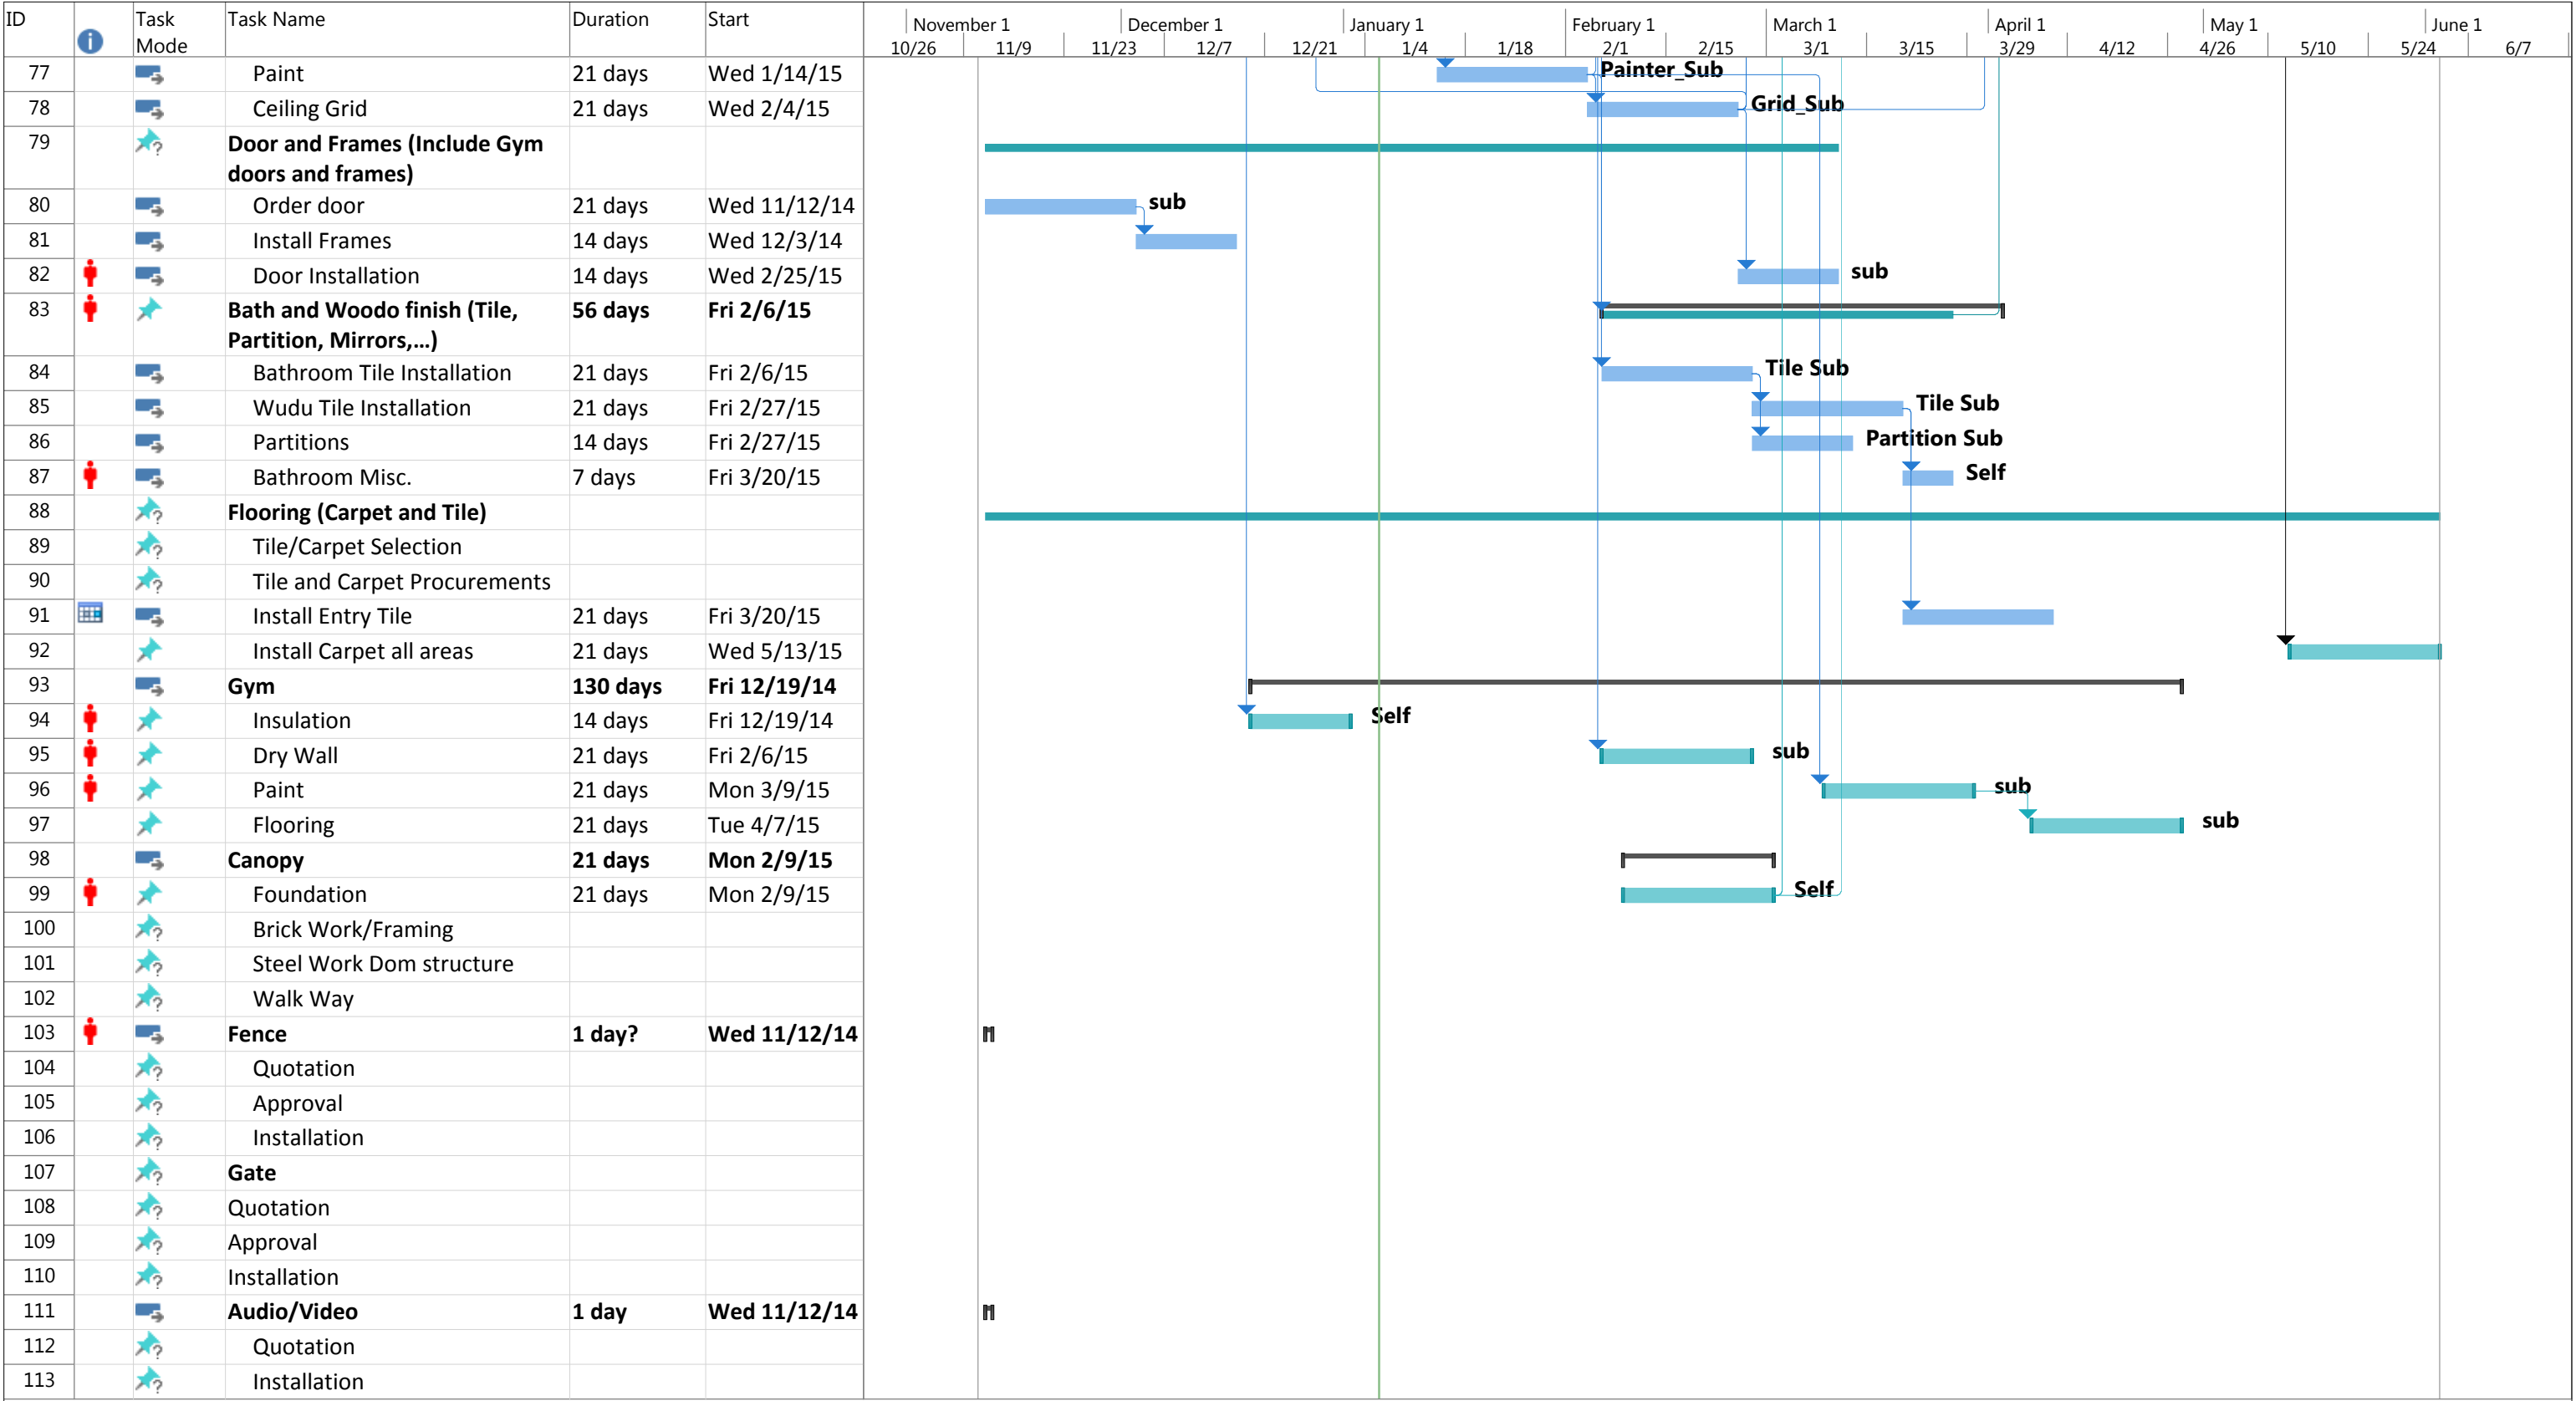 ID Task Mode Task Name Duration Start November 1 December 1 January 1 February 1 March 1 April 1 May 1 June 1
10/26 11/9 11/23 12/7 12/21 1/4 1/18 2/1 2/15 3/1 3/15 3/29 4/12 4/26 5/10 5/24 6/7
77 Paint 21 days Wed 1/14/15 Painter_Sub
78 Ceiling Grid 21 days Wed 2/4/15 Grid_Sub
79 Door and Frames (Include Gym
doors and frames)
80 Order door 21 days Wed 11/12/14 sub
81 Install Frames 14 days Wed 12/3/14
82 Door Installation 14 days Wed 2/25/15 sub
83 Bath and Woodo finish (Tile, 56 days Fri 2/6/15
Partition, Mirrors,...)
84 Bathroom Tile Installation 21 days Fri 2/6/15 Tile Sub
85 Wudu Tile Installation 21 days Fri 2/27/15 Tile Sub
86 Partitions 14 days Fri 2/27/15 Partition Sub
87 Bathroom Misc. 7 days Fri 3/20/15 Self
88 Flooring (Carpet and Tile)
89 Tile/Carpet Selection
90 Tile and Carpet Procurements
91 Install Entry Tile 21 days Fri 3/20/15
92 Install Carpet all areas 21 days Wed 5/13/15
93 Gym 130 days Fri 12/19/14
94 Insulation 14 days Fri 12/19/14 Self
95 Dry Wall 21 days Fri 2/6/15 sub
96 Paint 21 days Mon 3/9/15 sub
97 Flooring 21 days Tue 4/7/15 sub
98 Canopy 21 days Mon 2/9/15
99 Foundation 21 days Mon 2/9/15 Self
100 Brick Work/Framing
101 Steel Work Dom structure
102 Walk Way
103 Fence 1 day? Wed 11/12/14
104 Quotation
105 Approval
106 Installation
107 Gate
108 Quotation
109 Approval
110 Installation
111 Audio/Video 1 day Wed 11/12/14
112 Quotation
113 Installation